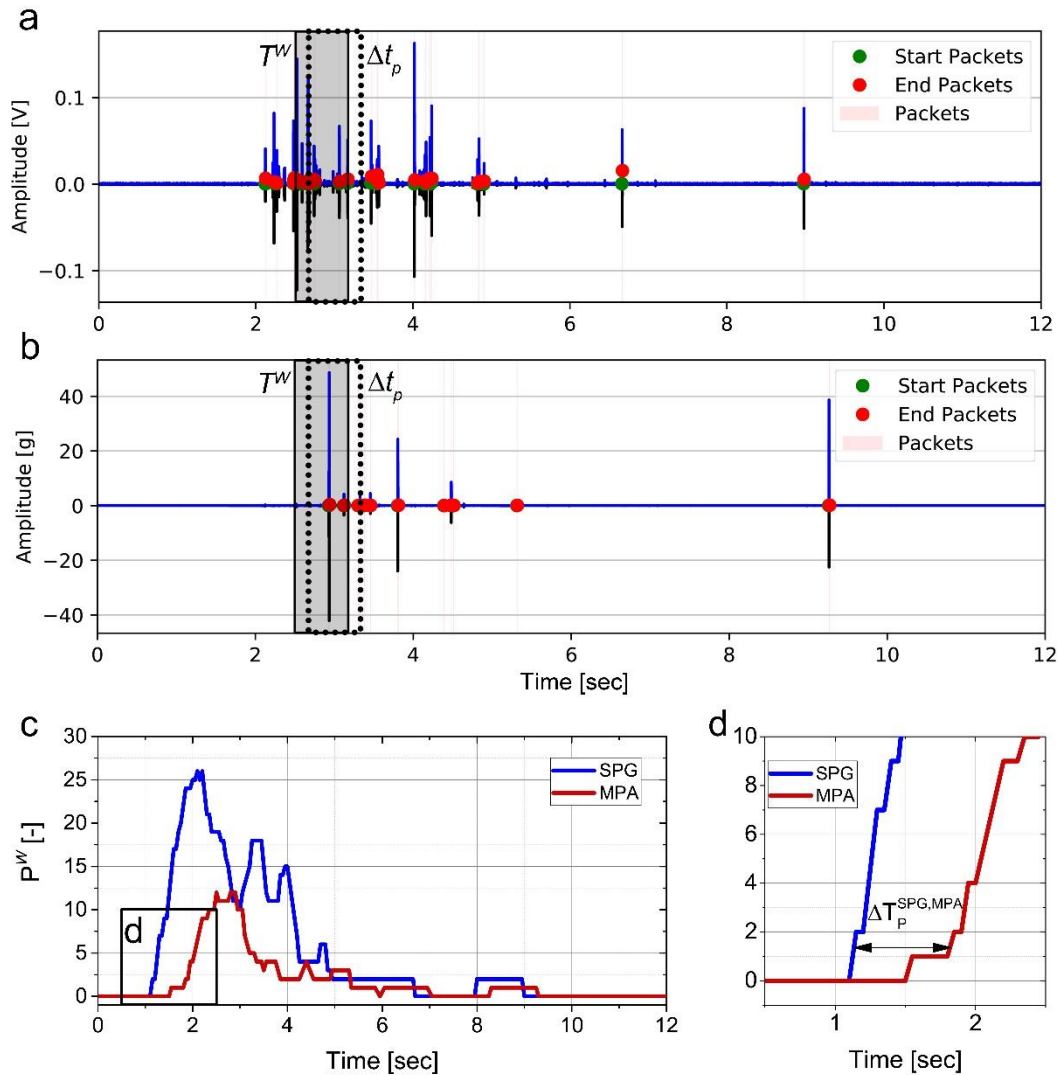 a
T^W
Δt_p
Start Packets
End Packets
Packets
Amplitude [V]
0.1
0.0
−0.1
0 2 4 6 8 10 12
b
T^W
Δt_p
Start Packets
End Packets
Packets
Amplitude [g]
40
20
0
−20
−40
0 2 4 6 8 10 12
Time [sec]
c
SPG
MPA
P^W [-]
30
25
20
15
10
5
0
d
0 2 4 6 8 10 12
Time [sec]
d
SPG
MPA
ΔT_P^SPG,MPA
10
8
6
4
2
0
1 2
Time [sec]